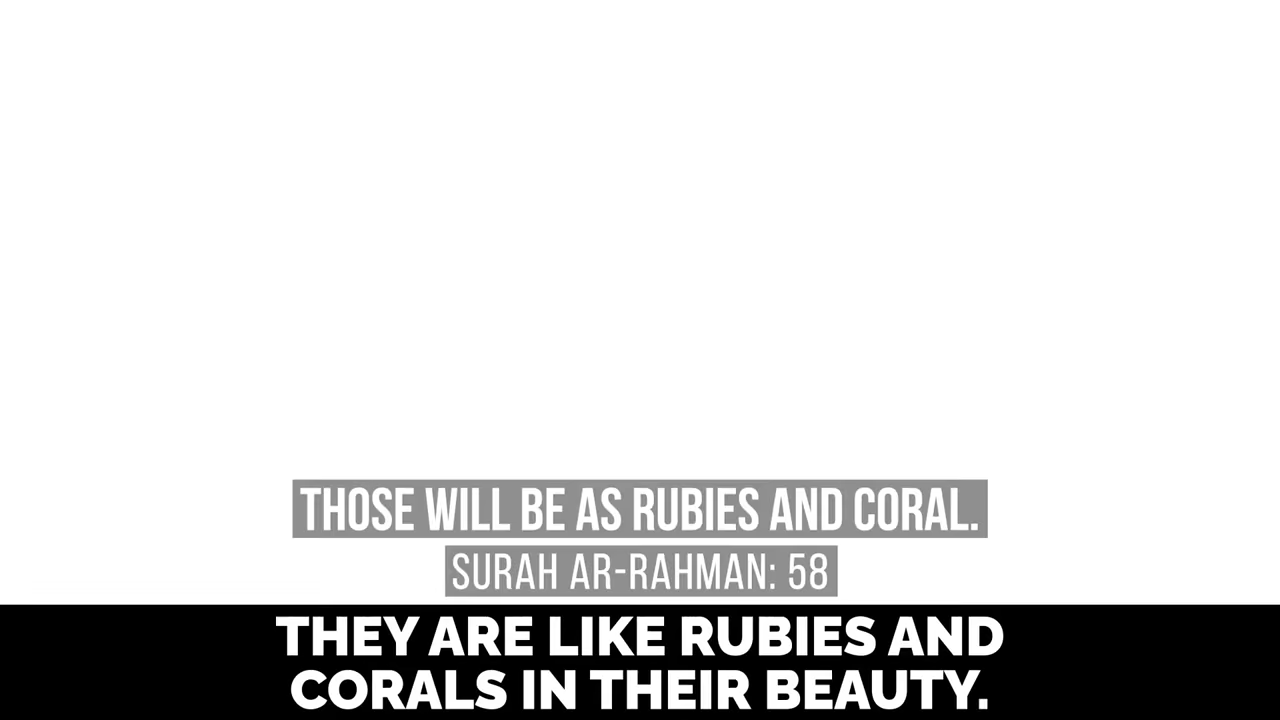 THOSE WILL BE AS RUBIES AND CORAL.
SURAH AR-RAHMAN: 58
THEY ARE LIKE RUBIES AND
CORALS IN THEIR BEAUTY.